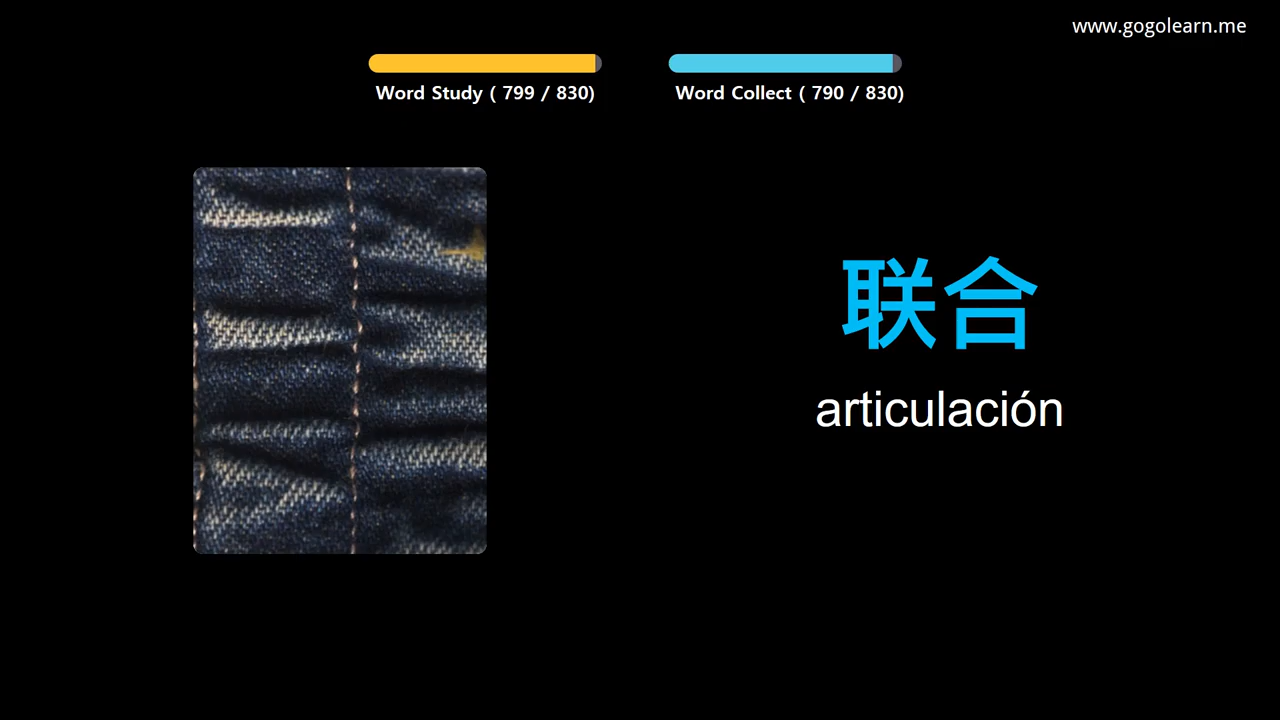 www.gogolearn.me
Word Study ( 799 / 830)
Word Collect ( 790 / 830)
联合
articulación